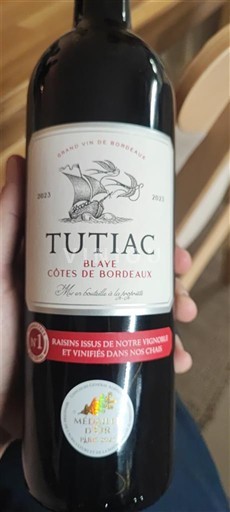 GRAND VIN DE BORDEAUX
2023 2023
TUTIAC
BLAYE
CÔTES DE BORDEAUX
Mis en bouteille à la propriété
N°1
RAISINS ISSUS DE NOTRE VIGNOBLE
ET VINIFIÉS DANS NOS CHAIS
MÉDAILLE
D'OR